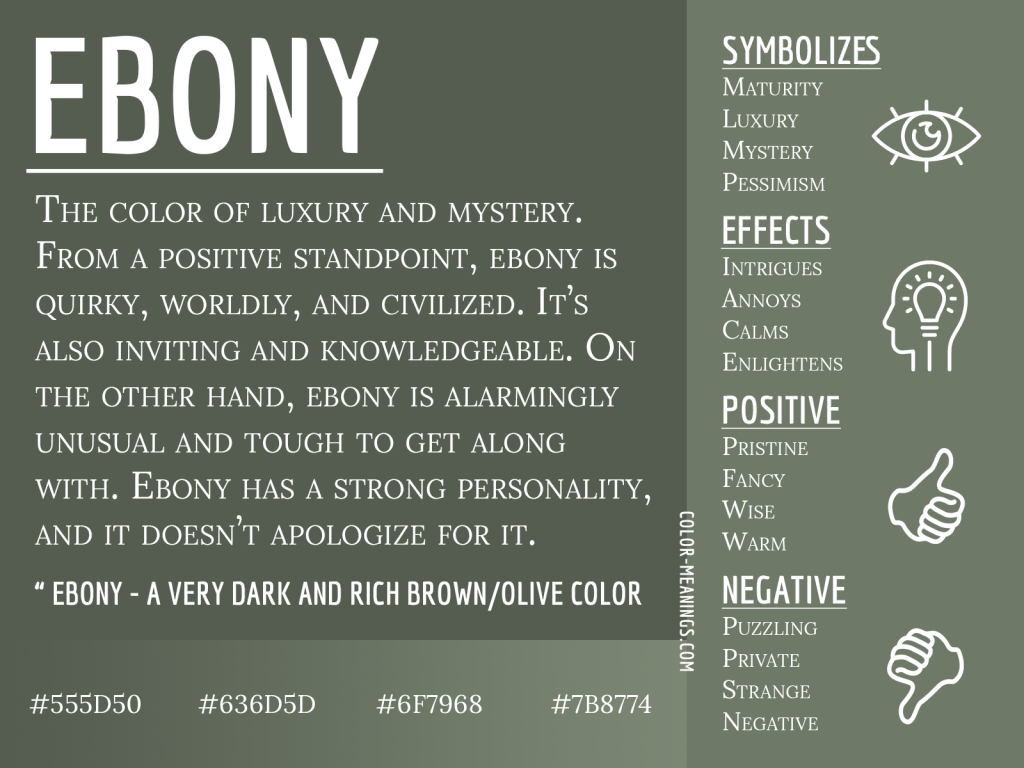 EBONY
The color of luxury and mystery.
From a positive standpoint, ebony is
quirky, worldly, and civilized. It's
also inviting and knowledgeable. On
the other hand, ebony is alarmingly
unusual and tough to get along
with. Ebony has a strong personality,
and it doesn't apologize for it.
“ EBONY - A VERY DARK AND RICH BROWN/OLIVE COLOR
#555D50 #636D5D #6F7968 #7B8774
COLOR-MEANINGS.COM
SYMBOLIZES
Maturity
Luxury
Mystery
Pessimism
EFFECTS
Intrigues
Annoys
Calms
Enlightens
POSITIVE
Pristine
Fancy
Wise
Warm
NEGATIVE
Puzzling
Private
Strange
Negative